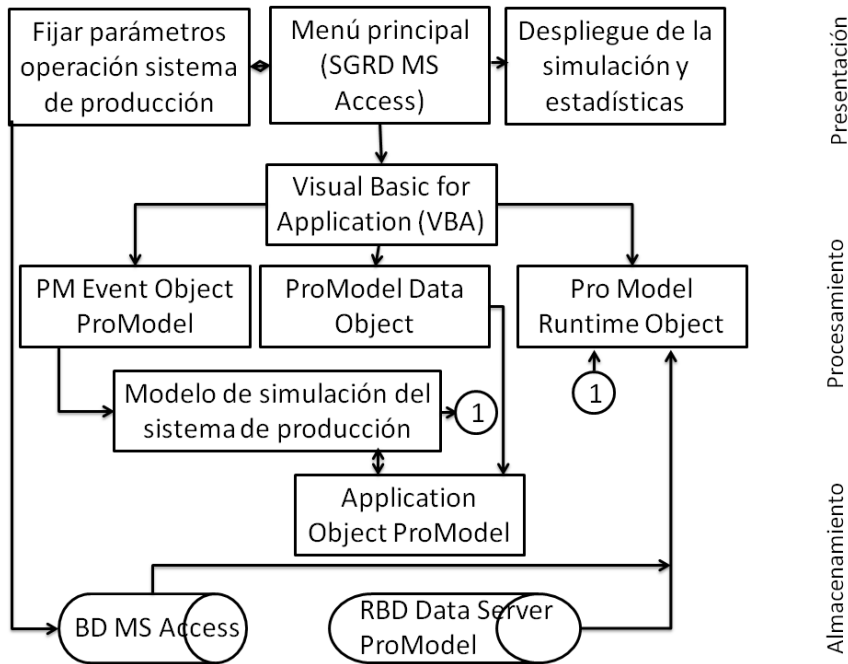 Fijar parámetros
operación sistema
de producción
Menú principal
(SGRD MS
Access)
Despliegue de la
simulación y
estadísticas
Presentación
Visual Basic for
Application (VBA)
PM Event Object
ProModel
ProModel Data
Object
Pro Model
Runtime Object
Procesamiento
Modelo de simulación del
sistema de producción
1
1
Application
Object ProModel
BD MS Access
RBD Data Server
ProModel
Almacenamiento